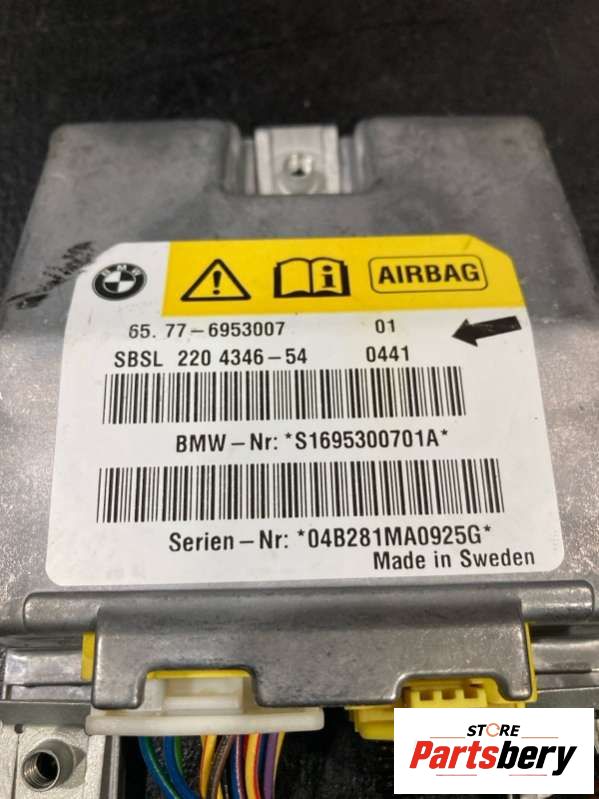 BMW
AIRBAG
65. 77-6953007 01
SBSL 220 4346-54 0441
BMW-Nr: *S1695300701A*
Serien-Nr: *04B281MA0925G*
Made in Sweden
STORE
Partsbery